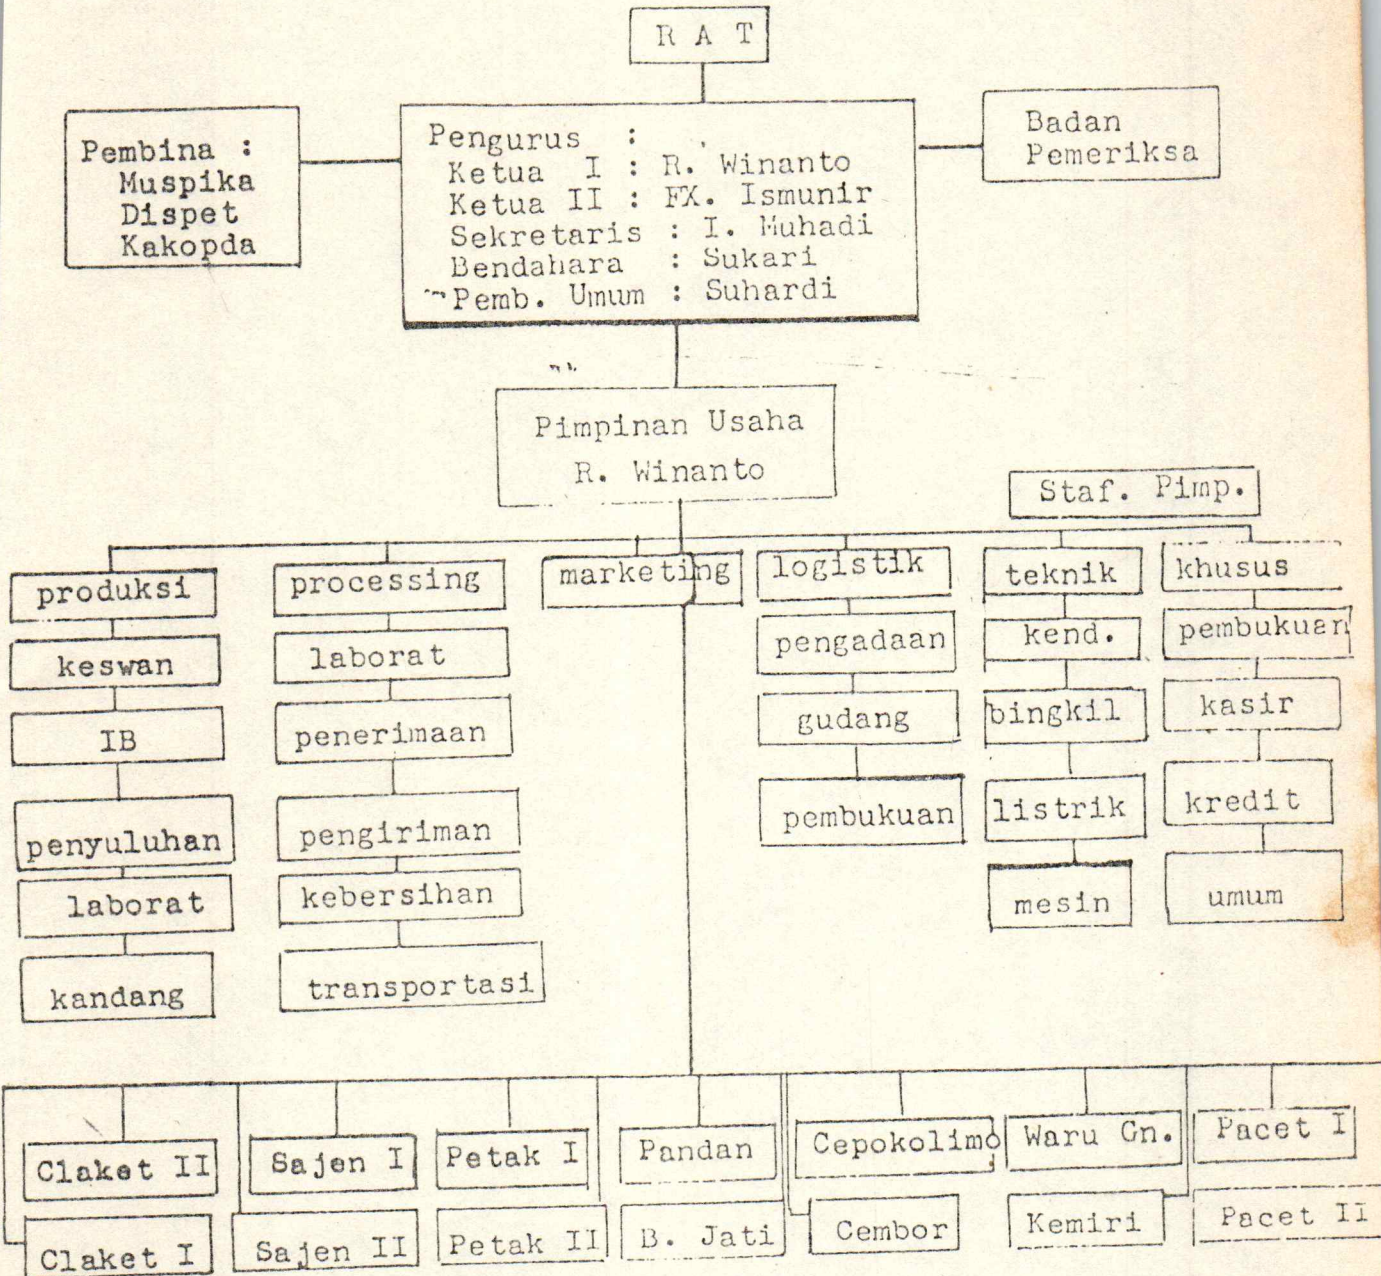 R A T
Pembina :
Muspika
Dispet
Kakopda
Pengurus :
Ketua I : R. Winanto
Ketua II : FX. Ismunir
Sekretaris : I. Muhadi
Bendahara : Sukari
Pemb. Umum : Suhardi
Badan
Pemeriksa
Pimpinan Usaha
R. Winanto
Staf. Pimp.
produksi
keswan
IB
penyuluhan
laborat
kandang
processing
laborat
penerimaan
pengiriman
kebersihan
transportasi
marketing
logistik
pengadaan
gudang
pembukuan
teknik
kend.
bingkil
listrik
mesin
khusus
pembukuan
kasir
kredit
umum
Claket II
Sajen I
Petak I
Pandan
Cepokolimo
Waru Gn.
Pacet I
Claket I
Sajen II
Petak II
B. Jati
Cembor
Kemiri
Pacet II